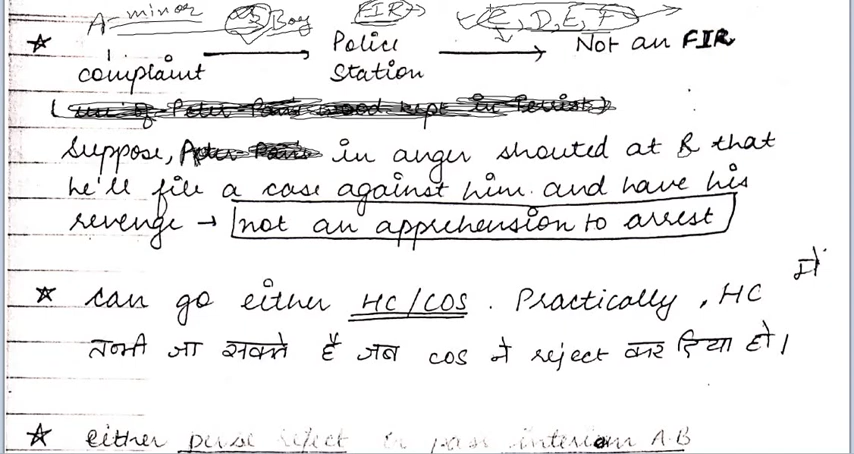 A - minor Boy FIR → C, D, E, F
☆ complaint → Police Station → Not an FIR
Suppose, in anger shouted at B that
he'll file a case against him and have his
revenge → not an apprehension to arrest
☆ can go either HC/COS. Practically, HC में
तभी जा सकते हैं जब COS ने reject कर दिया हो।
☆ either reject or pass interim A.B